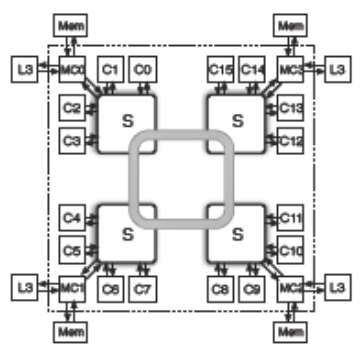 Mem Mem
L3 MC0 C1 C0 C15 C14 MC3 L3
C2 S S C13
C3 C12
C4 S S C11
C5 C10
L3 MC1 C6 C7 C8 C9 MC2 L3
Mem Mem